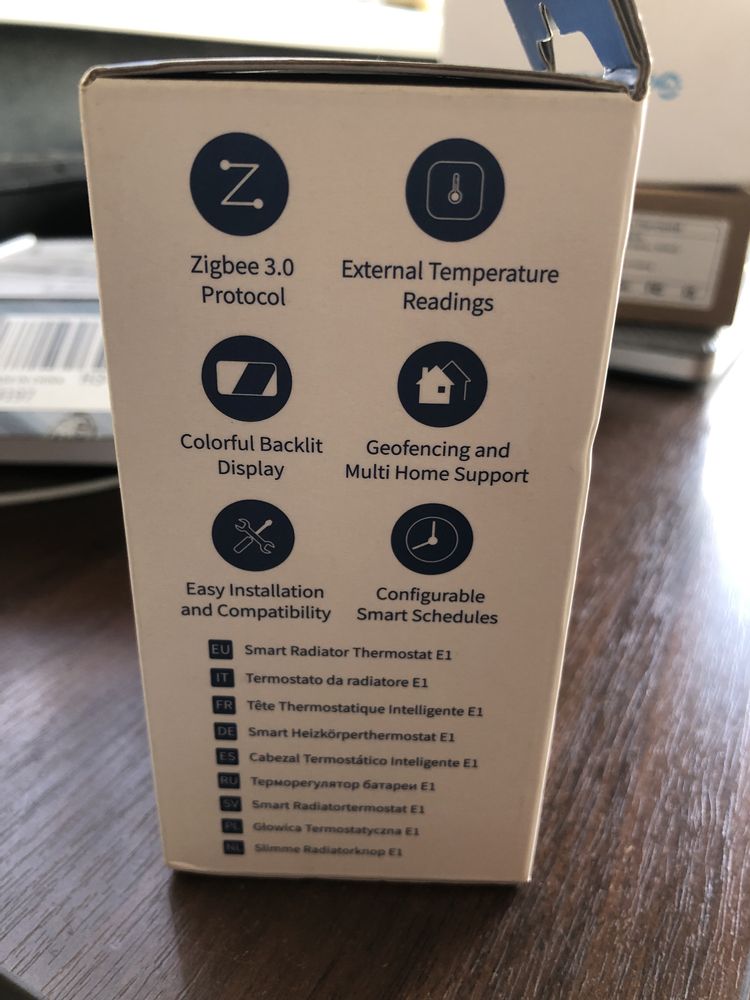 Zigbee 3.0
Protocol
External Temperature
Readings
Colorful Backlit
Display
Geofencing and
Multi Home Support
Easy Installation
and Compatibility
Configurable
Smart Schedules
EU Smart Radiator Thermostat E1
IT Termostato da radiatore E1
FR Tête Thermostatique Intelligente E1
DE Smart Heizkörperthermostat E1
ES Cabezal Termostático Inteligente E1
RU Терморегулятор батареи E1
SV Smart Radiatortermostat E1
PL Głowica Termostatyczna E1
NL Slimme Radiatorknop E1